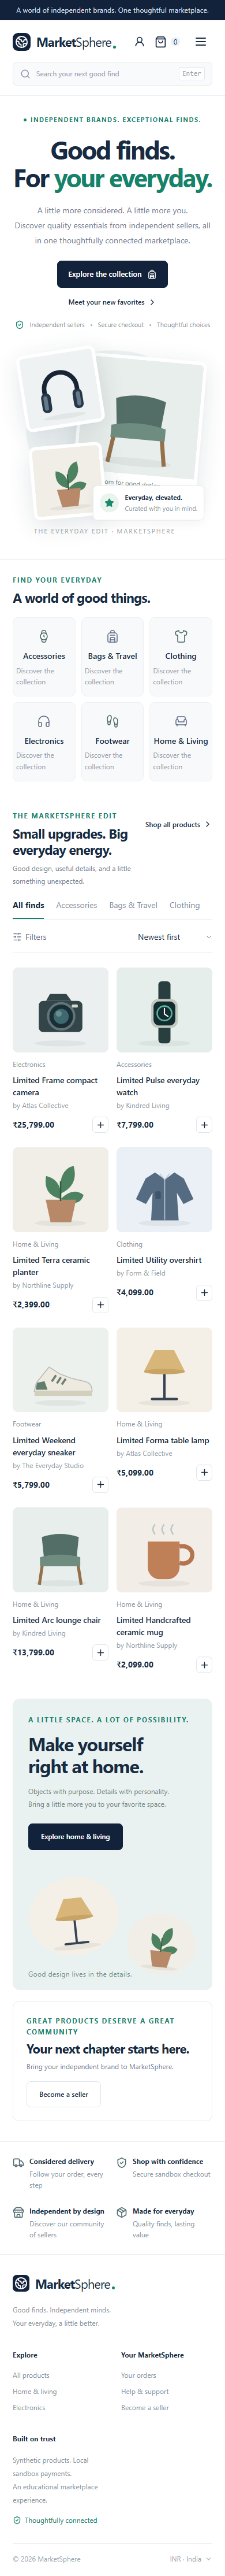 A world of independent brands. One thoughtful marketplace.
MarketSphere.
0
Search your next good find
Enter
INDEPENDENT BRANDS. EXCEPTIONAL FINDS.
Good finds.
For your everyday.
A little more considered. A little more you.
Discover quality essentials from independent sellers, all
in one thoughtfully connected marketplace.
Explore the collection
Meet your new favorites
Independent sellers • Secure checkout • Thoughtful choices
Everyday, elevated.
Curated with you in mind.
THE EVERYDAY EDIT · MARKETSPHERE
FIND YOUR EVERYDAY
A world of good things.
Accessories
Discover the
collection
Bags & Travel
Discover the
collection
Clothing
Discover the
collection
Electronics
Discover the
collection
Footwear
Discover the
collection
Home & Living
Discover the
collection
THE MARKETSPHERE EDIT
Small upgrades. Big
everyday energy.
Shop all products
Good design, useful details, and a little
something unexpected.
All finds
Accessories
Bags & Travel
Clothing
Filters
Newest first
Electronics
Limited Frame compact
camera
by Atlas Collective
₹25,799.00
Accessories
Limited Pulse everyday
watch
by Kindred Living
₹7,799.00
Home & Living
Limited Terra ceramic
planter
by Northline Supply
₹2,399.00
Clothing
Limited Utility overshirt
by Form & Field
₹4,099.00
Footwear
Limited Weekend
everyday sneaker
by The Everyday Studio
₹5,799.00
Home & Living
Limited Forma table lamp
by Atlas Collective
₹5,099.00
Home & Living
Limited Arc lounge chair
by Kindred Living
₹13,799.00
Home & Living
Limited Handcrafted
ceramic mug
by Northline Supply
₹2,099.00
A LITTLE SPACE. A LOT OF POSSIBILITY.
Make yourself
right at home.
Objects with purpose. Details with personality.
Bring a little more you to your favorite space.
Explore home & living
Good design lives in the details.
GREAT PRODUCTS DESERVE A GREAT
COMMUNITY
Your next chapter starts here.
Bring your independent brand to MarketSphere.
Become a seller
Considered delivery
Follow your order, every
step
Shop with confidence
Secure sandbox checkout
Independent by design
Discover our community
of sellers
Made for everyday
Quality finds, lasting
value
MarketSphere.
Good finds. Independent minds.
Your everyday, a little better.
Explore
All products
Home & living
Electronics
Your MarketSphere
Your orders
Help & support
Become a seller
Built on trust
Synthetic products. Local
sandbox payments.
An educational marketplace
experience.
Thoughtfully connected
© 2026 MarketSphere
INR · India